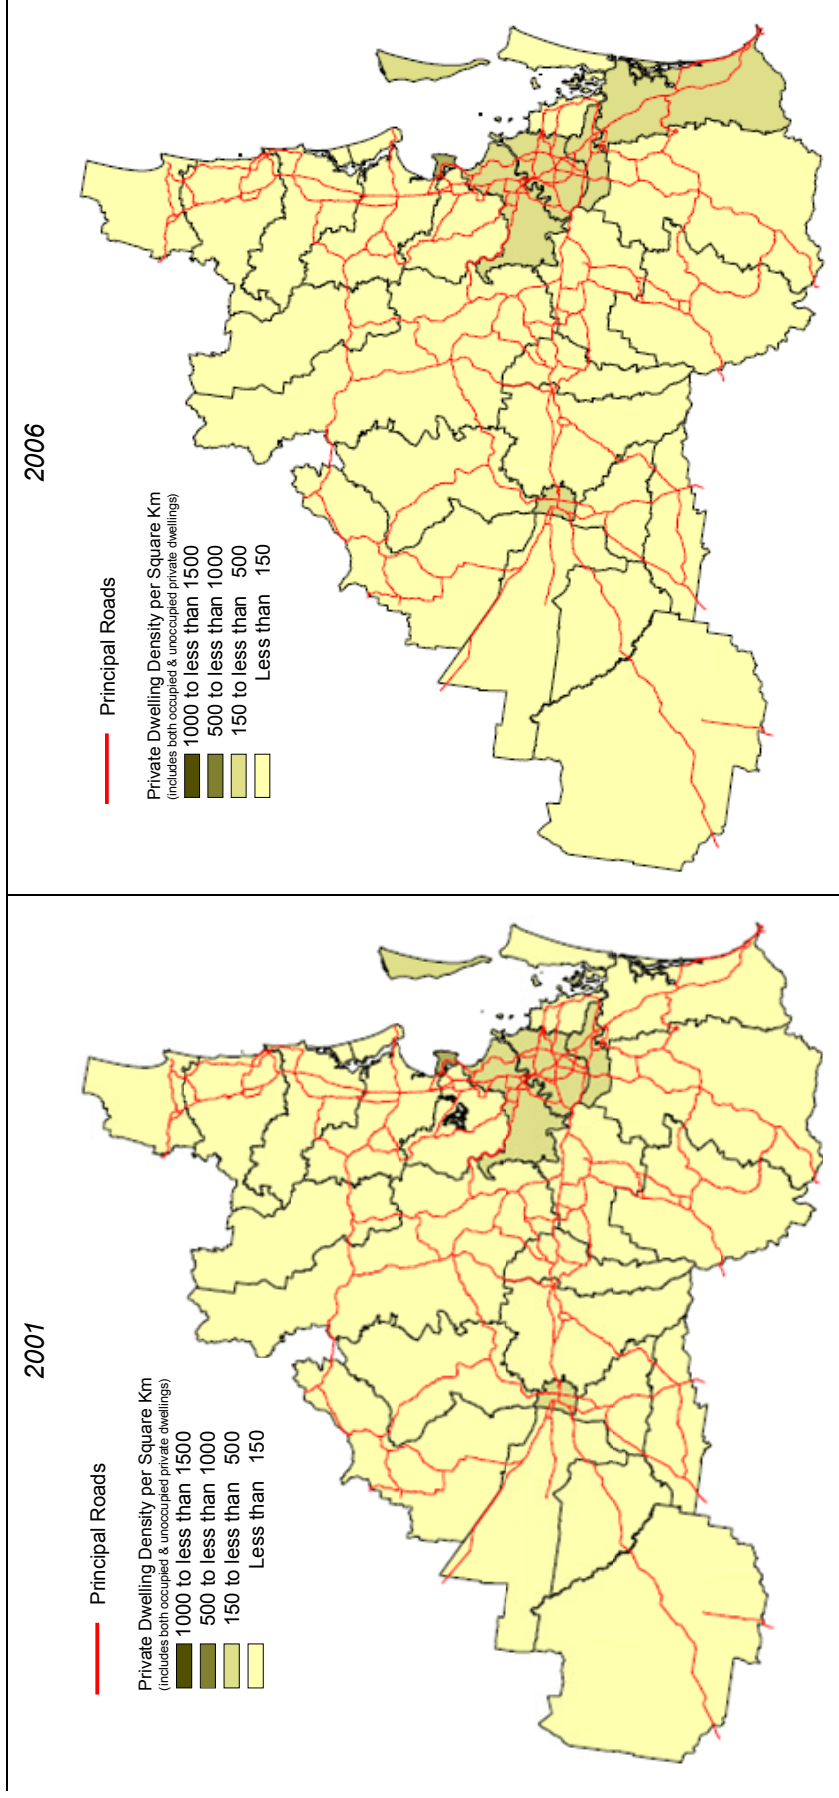 2001
Principal Roads
Private Dwelling Density per Square Km
(includes both occupied & unoccupied private dwellings)
1000 to less than 1500
500 to less than 1000
150 to less than 500
Less than 150
2006
Principal Roads
Private Dwelling Density per Square Km
(includes both occupied & unoccupied private dwellings)
1000 to less than 1500
500 to less than 1000
150 to less than 500
Less than 150